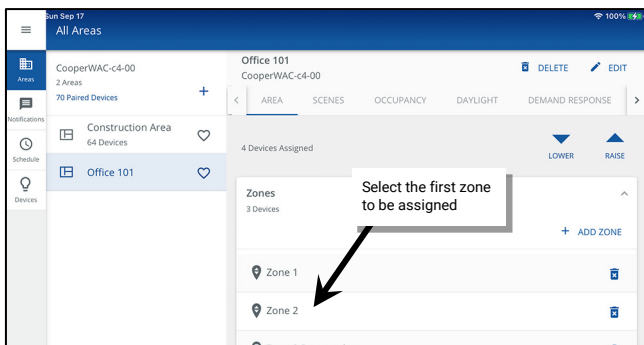 Sun Sep 17
100%
All Areas
Areas
Notifications
Schedule
Devices
CooperWAC-c4-00
2 Areas
70 Paired Devices
+
Construction Area
64 Devices
Office 101
Office 101
CooperWAC-c4-00
DELETE
EDIT
< AREA SCENES OCCUPANCY DAYLIGHT DEMAND RESPONSE >
4 Devices Assigned
LOWER
RAISE
Select the first zone
to be assigned
Zones
3 Devices
+ ADD ZONE
Zone 1
Zone 2